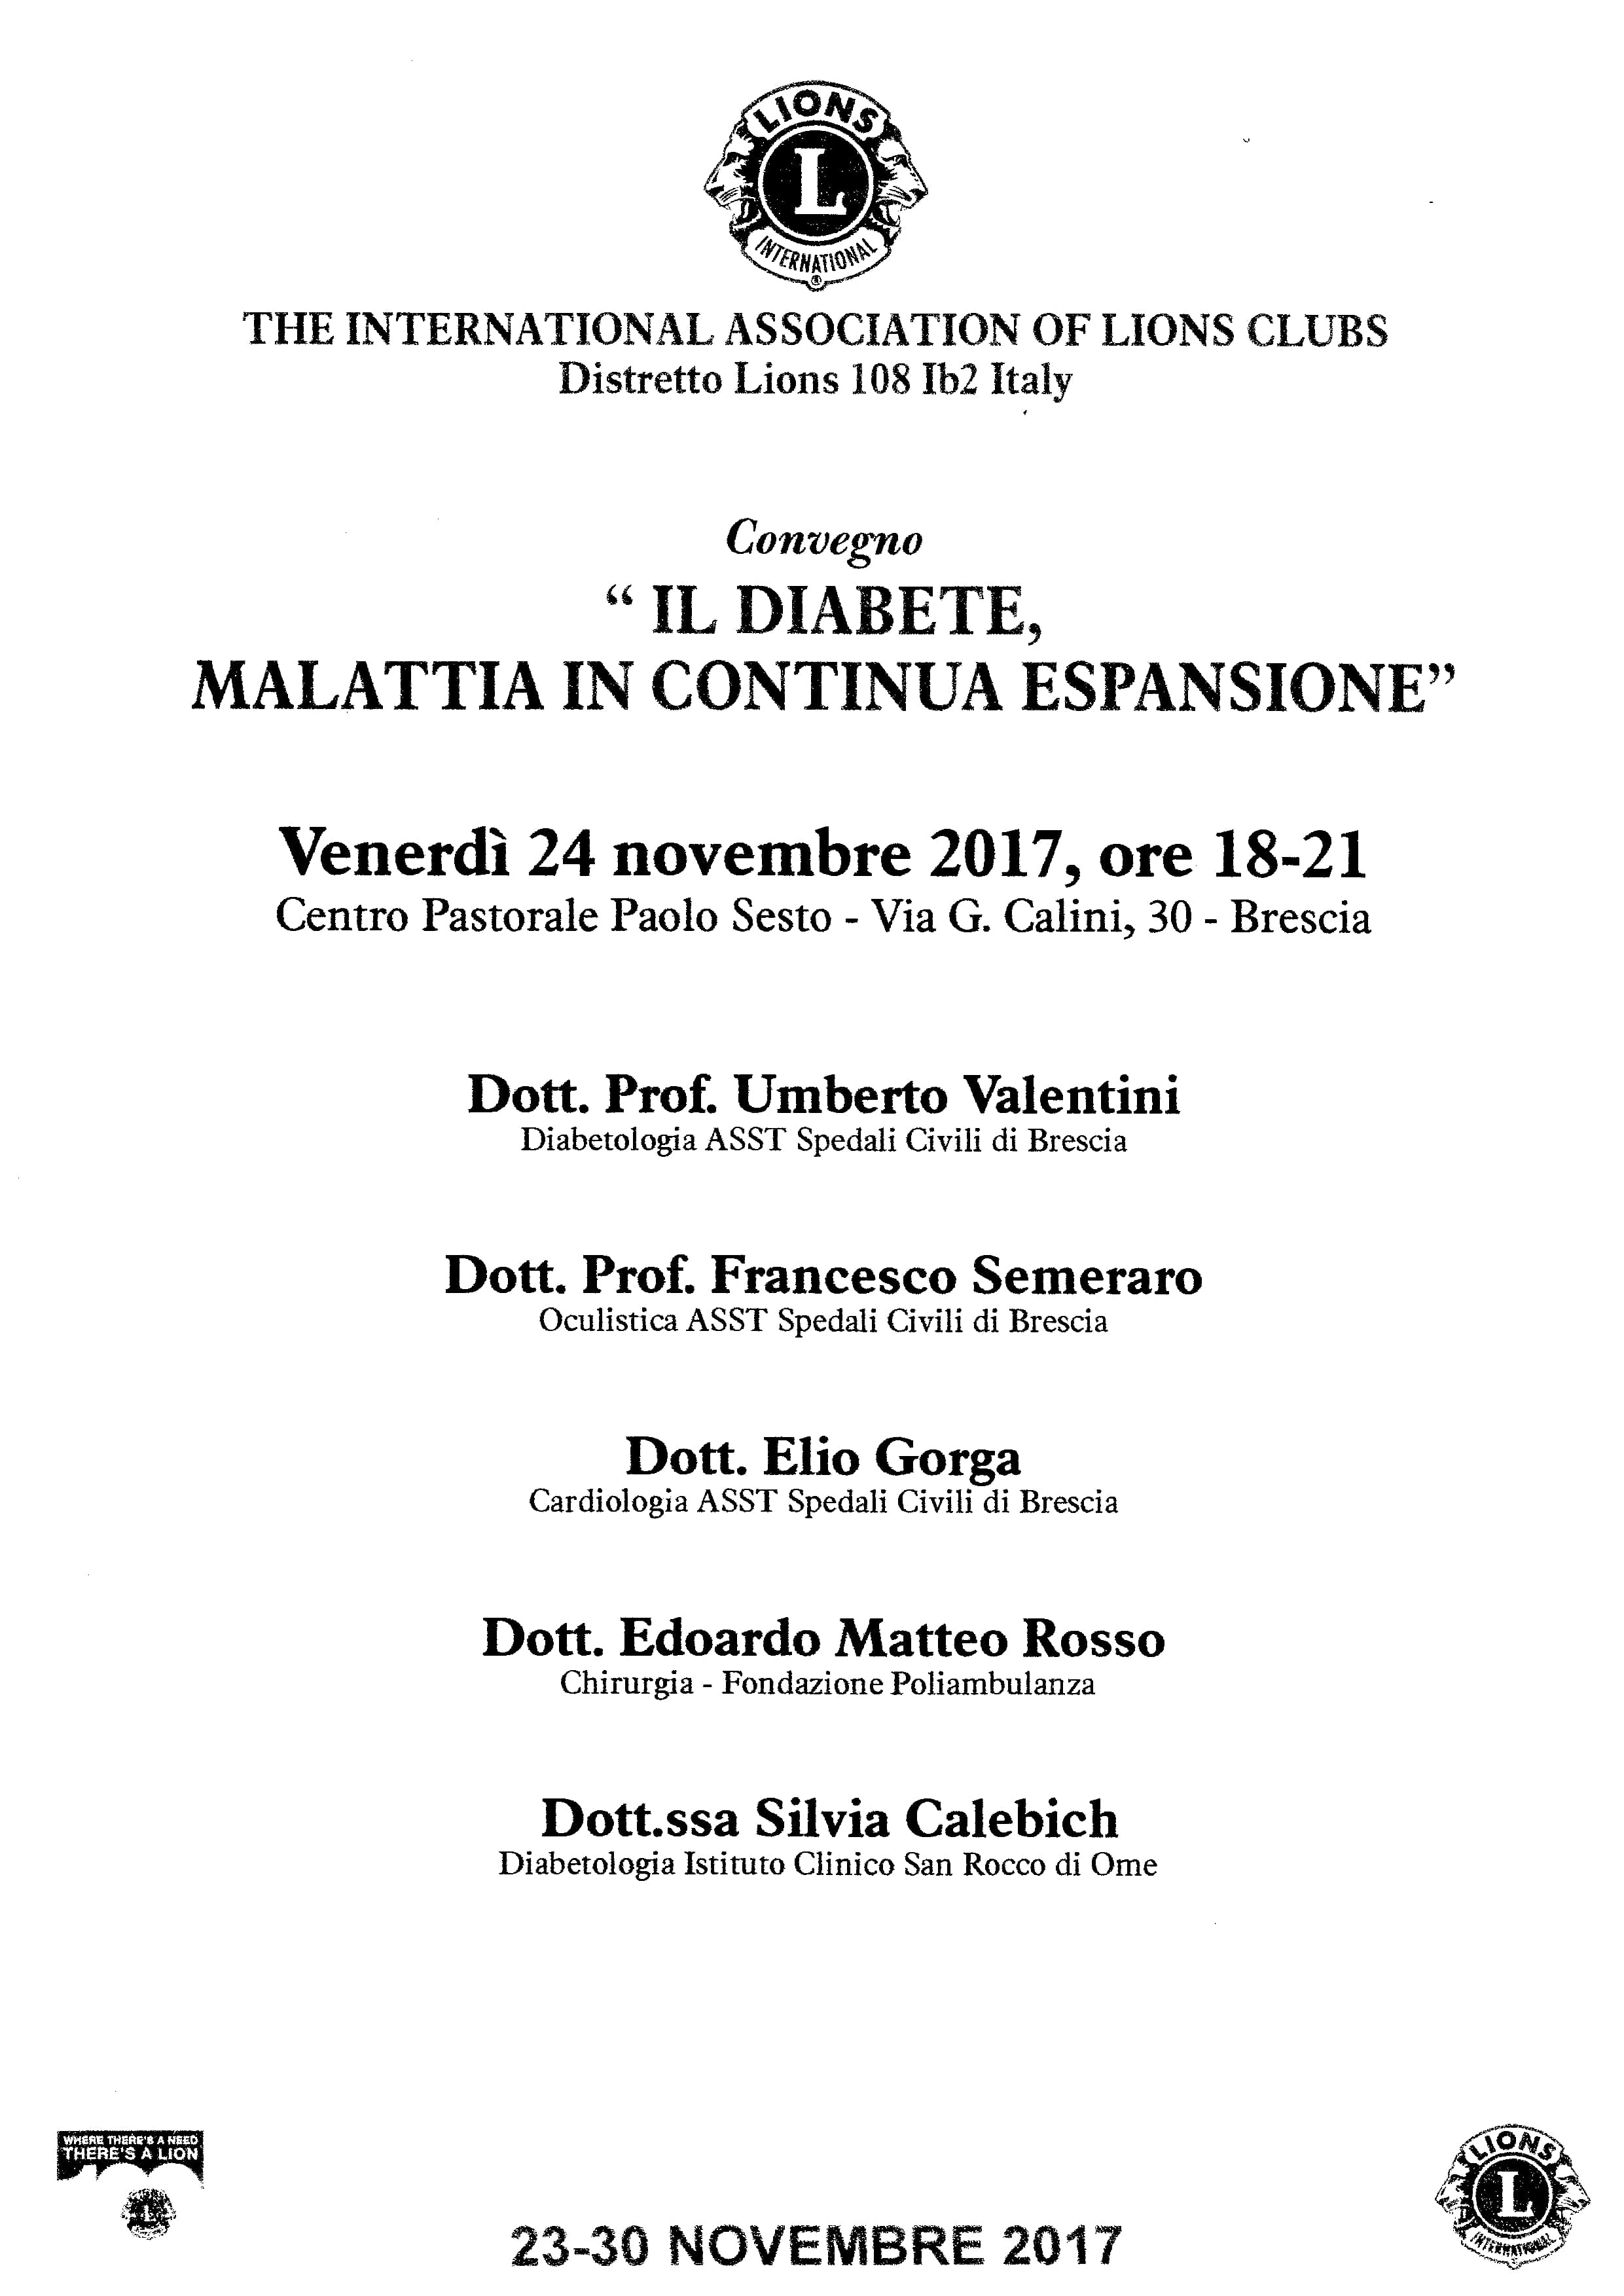 LIONS
L
INTERNATIONAL
®
THE INTERNATIONAL ASSOCIATION OF LIONS CLUBS
Distretto Lions 108 Ib2 Italy
Convegno
“ IL DIABETE,
MALATTIA IN CONTINUA ESPANSIONE”
Venerdì 24 novembre 2017, ore 18-21
Centro Pastorale Paolo Sesto - Via G. Calini, 30 - Brescia
Dott. Prof. Umberto Valentini
Diabetologia ASST Spedali Civili di Brescia
Dott. Prof. Francesco Semeraro
Oculistica ASST Spedali Civili di Brescia
Dott. Elio Gorga
Cardiologia ASST Spedali Civili di Brescia
Dott. Edoardo Matteo Rosso
Chirurgia - Fondazione Poliambulanza
Dott.ssa Silvia Calebich
Diabetologia Istituto Clinico San Rocco di Ome
WHERE THERE'S A NEED
THERE'S A LION
L
LIONS
L
INTERNATIONAL
23-30 NOVEMBRE 2017